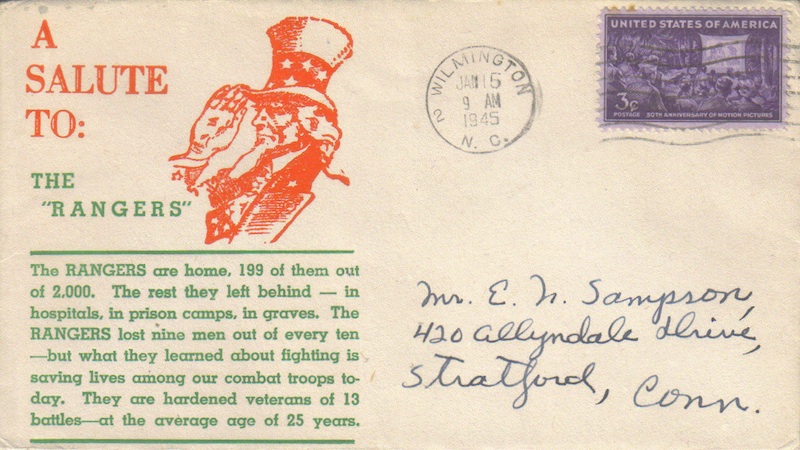 A
SALUTE
TO:
THE
"RANGERS"
The RANGERS are home, 199 of them out
of 2,000. The rest they left behind — in
hospitals, in prison camps, in graves. The
RANGERS lost nine men out of every ten
—but what they learned about fighting is
saving lives among our combat troops to-
day. They are hardened veterans of 13
battles—at the average age of 25 years.
WILMINGTON
JAN 15
9 AM
1945
N. C.
2
UNITED STATES OF AMERICA
3¢
POSTAGE 50TH ANNIVERSARY OF MOTION PICTURES
Mr. E. N. Sampson,
420 Allyndale Drive,
Stratford, Conn.